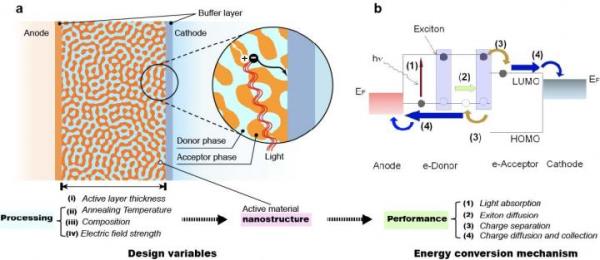 a
Buffer layer
Anode
Cathode
Donor phase
Acceptor phase
Light
(i) Active layer thickness
(ii) Annealing Temperature
(iii) Composition
(iv) Electric field strength
Processing
Active material
nanostructure
Design variables
b
Exciton
(3)
(4)
hν
(1)
(2)
LUMO
EF
EF
(4)
(3)
HOMO
Anode
e-Donor
e-Acceptor
Cathode
Performance
(1) Light absorption
(2) Exiton diffusion
(3) Charge separation
(4) Charge diffusion and collection
Energy conversion mechanism